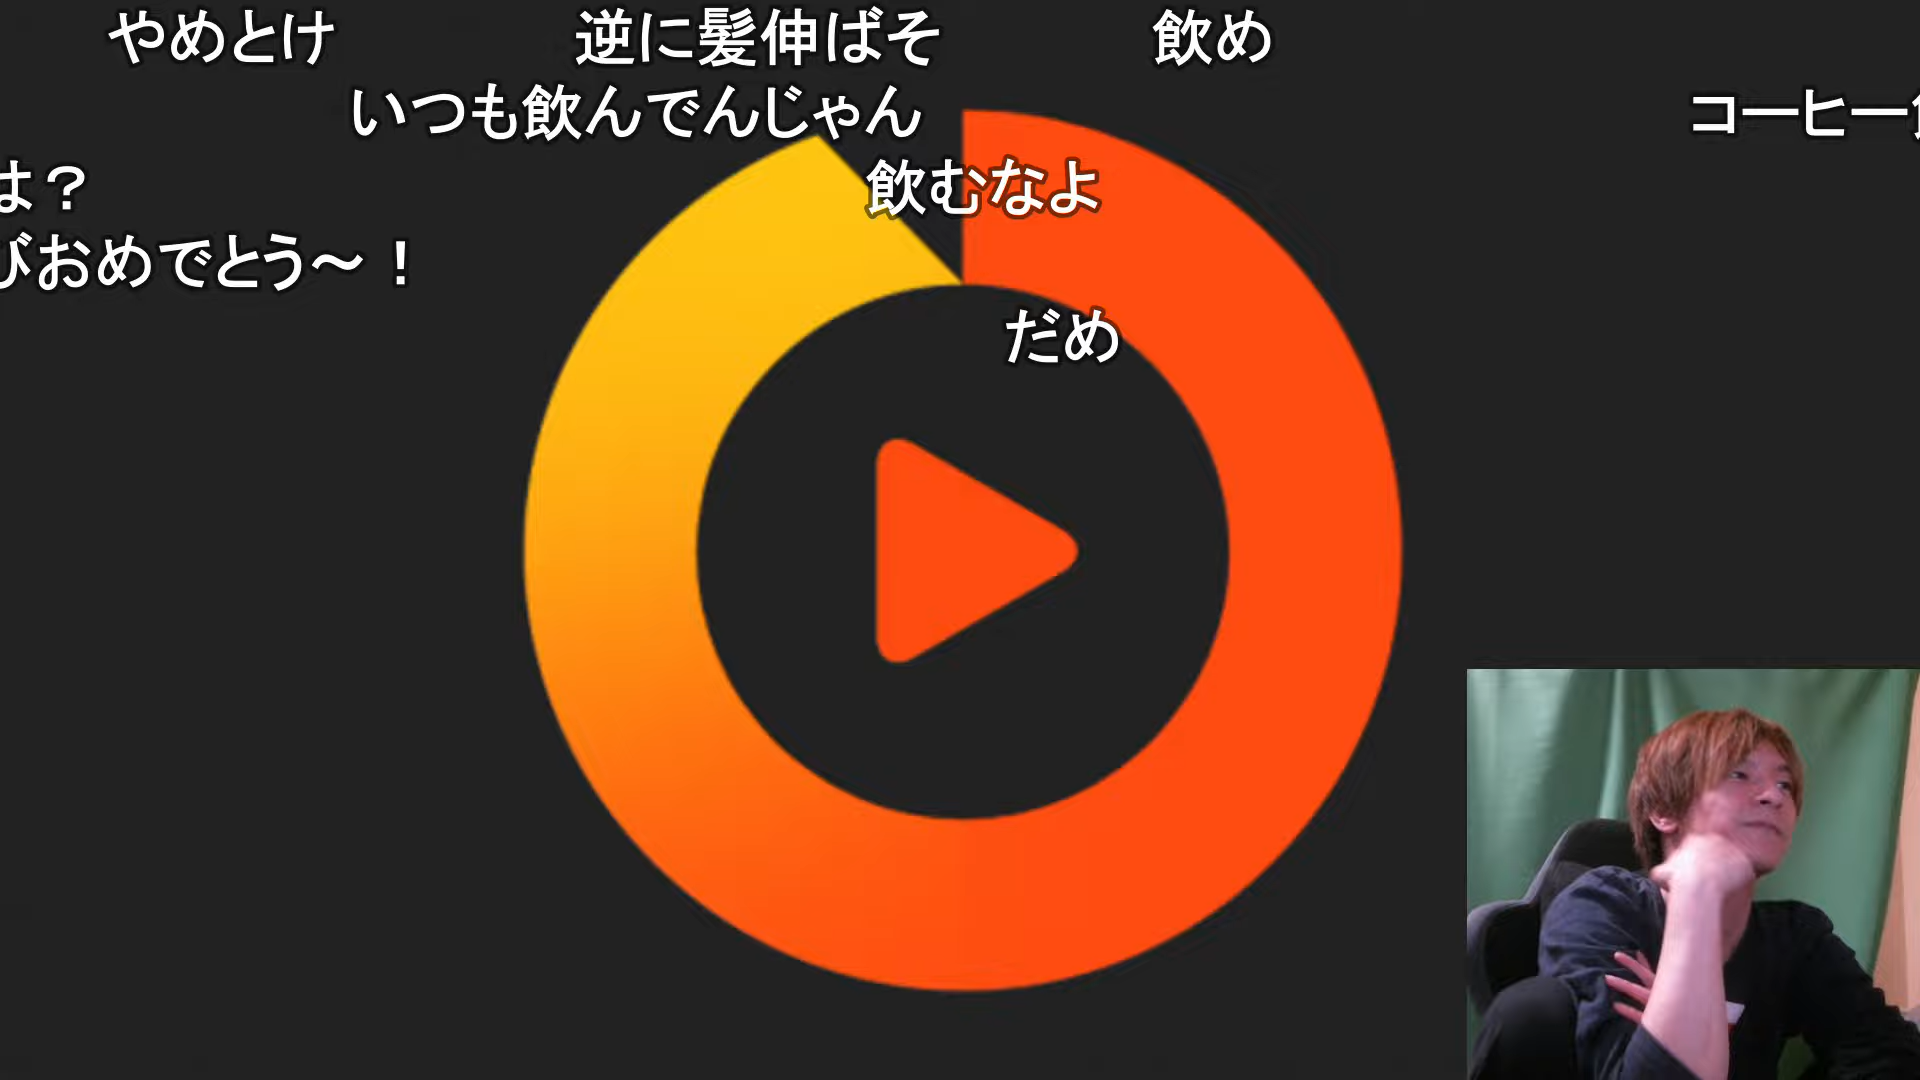 やめとけ
逆に髪伸ばそ
飲め
いつも飲んでんじゃん
コーヒー
は？
飲むなよ
びおめでとう～！
だめ